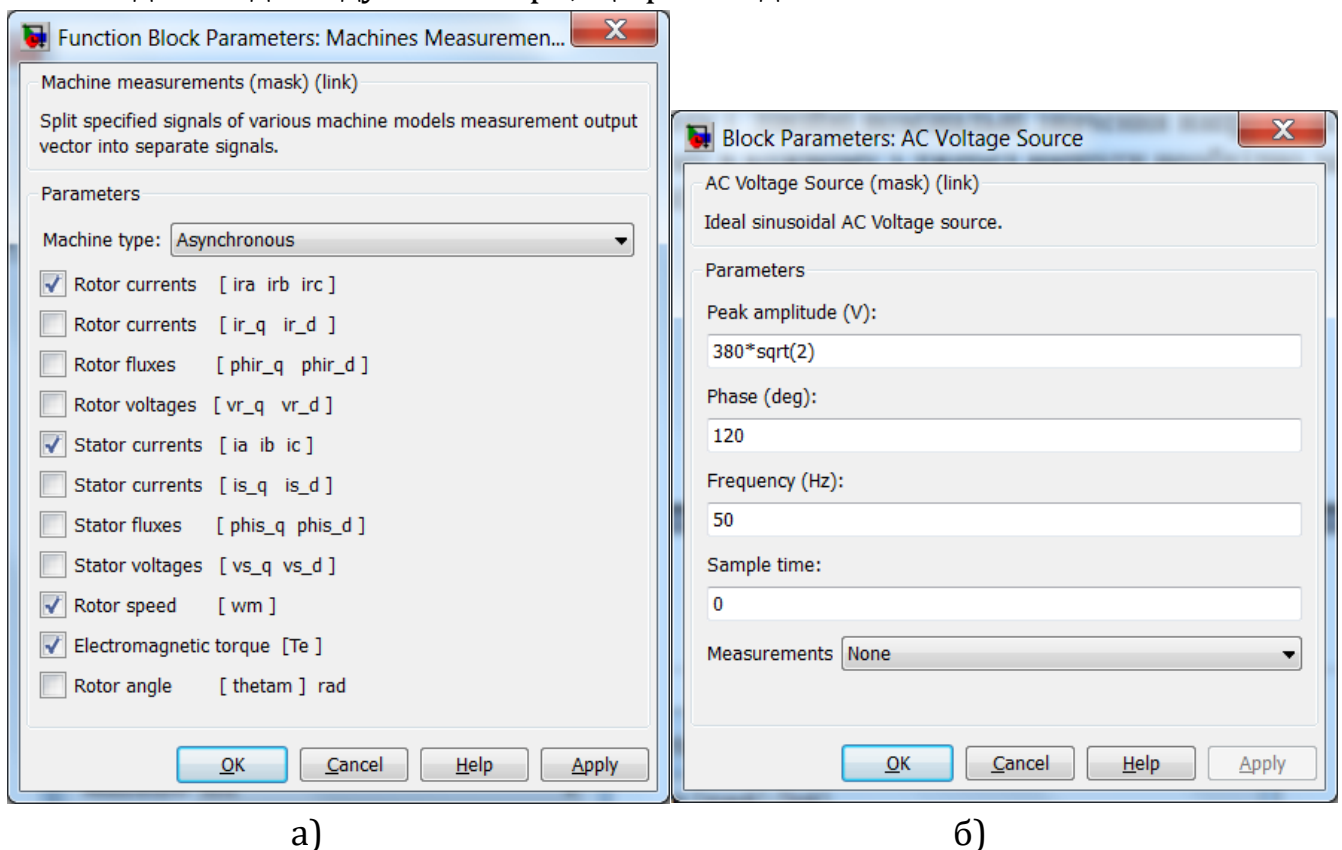 Function Block Parameters: Machines Measuremen...
Machine measurements (mask) (link)
Split specified signals of various machine models measurement output
vector into separate signals.
Parameters
Machine type: Asynchronous
Rotor currents [ ira irb irc ]
Rotor currents [ ir_q ir_d ]
Rotor fluxes [ phir_q phir_d ]
Rotor voltages [ vr_q vr_d ]
Stator currents [ ia ib ic ]
Stator currents [ is_q is_d ]
Stator fluxes [ phis_q phis_d ]
Stator voltages [ vs_q vs_d ]
Rotor speed [ wm ]
Electromagnetic torque [Te ]
Rotor angle [ thetam ] rad
OK Cancel Help Apply
а)
Block Parameters: AC Voltage Source
AC Voltage Source (mask) (link)
Ideal sinusoidal AC Voltage source.
Parameters
Peak amplitude (V):
380*sqrt(2)
Phase (deg):
120
Frequency (Hz):
50
Sample time:
0
Measurements None
OK Cancel Help Apply
б)